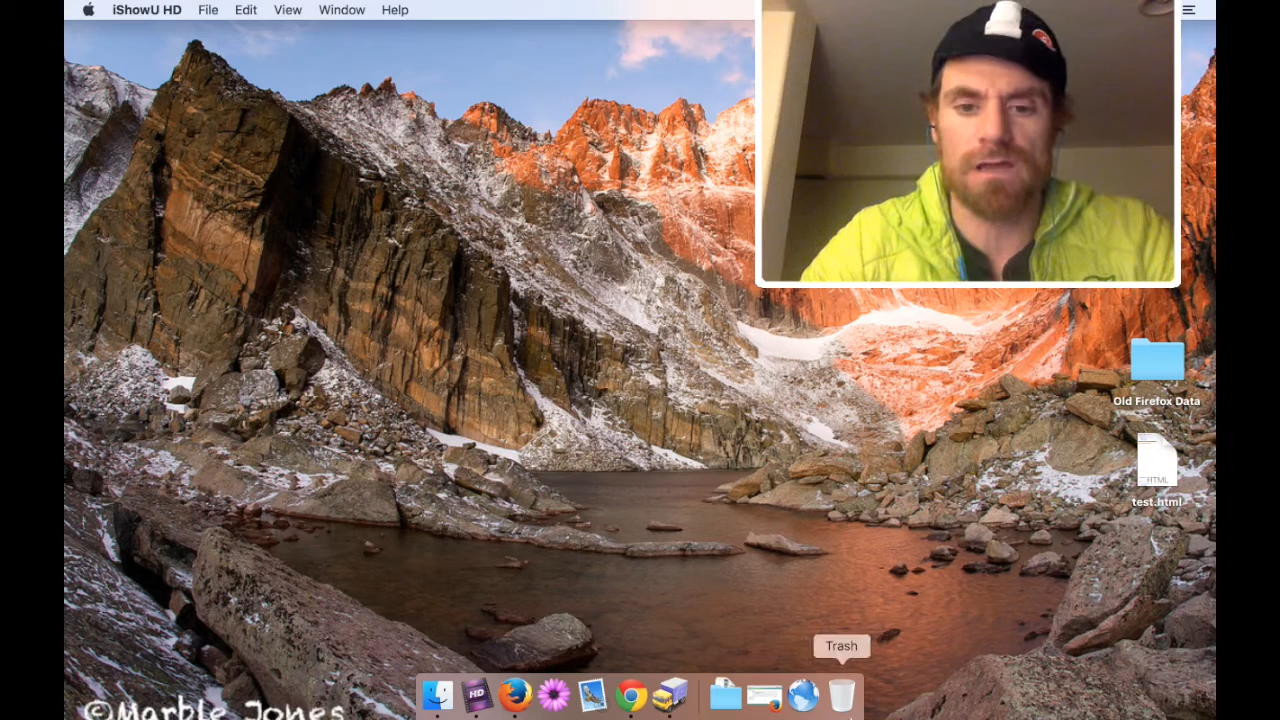 iShowU HD File Edit View Window Help
Old Firefox Data
HTML
test.html
Trash
HD
©Marble Jones